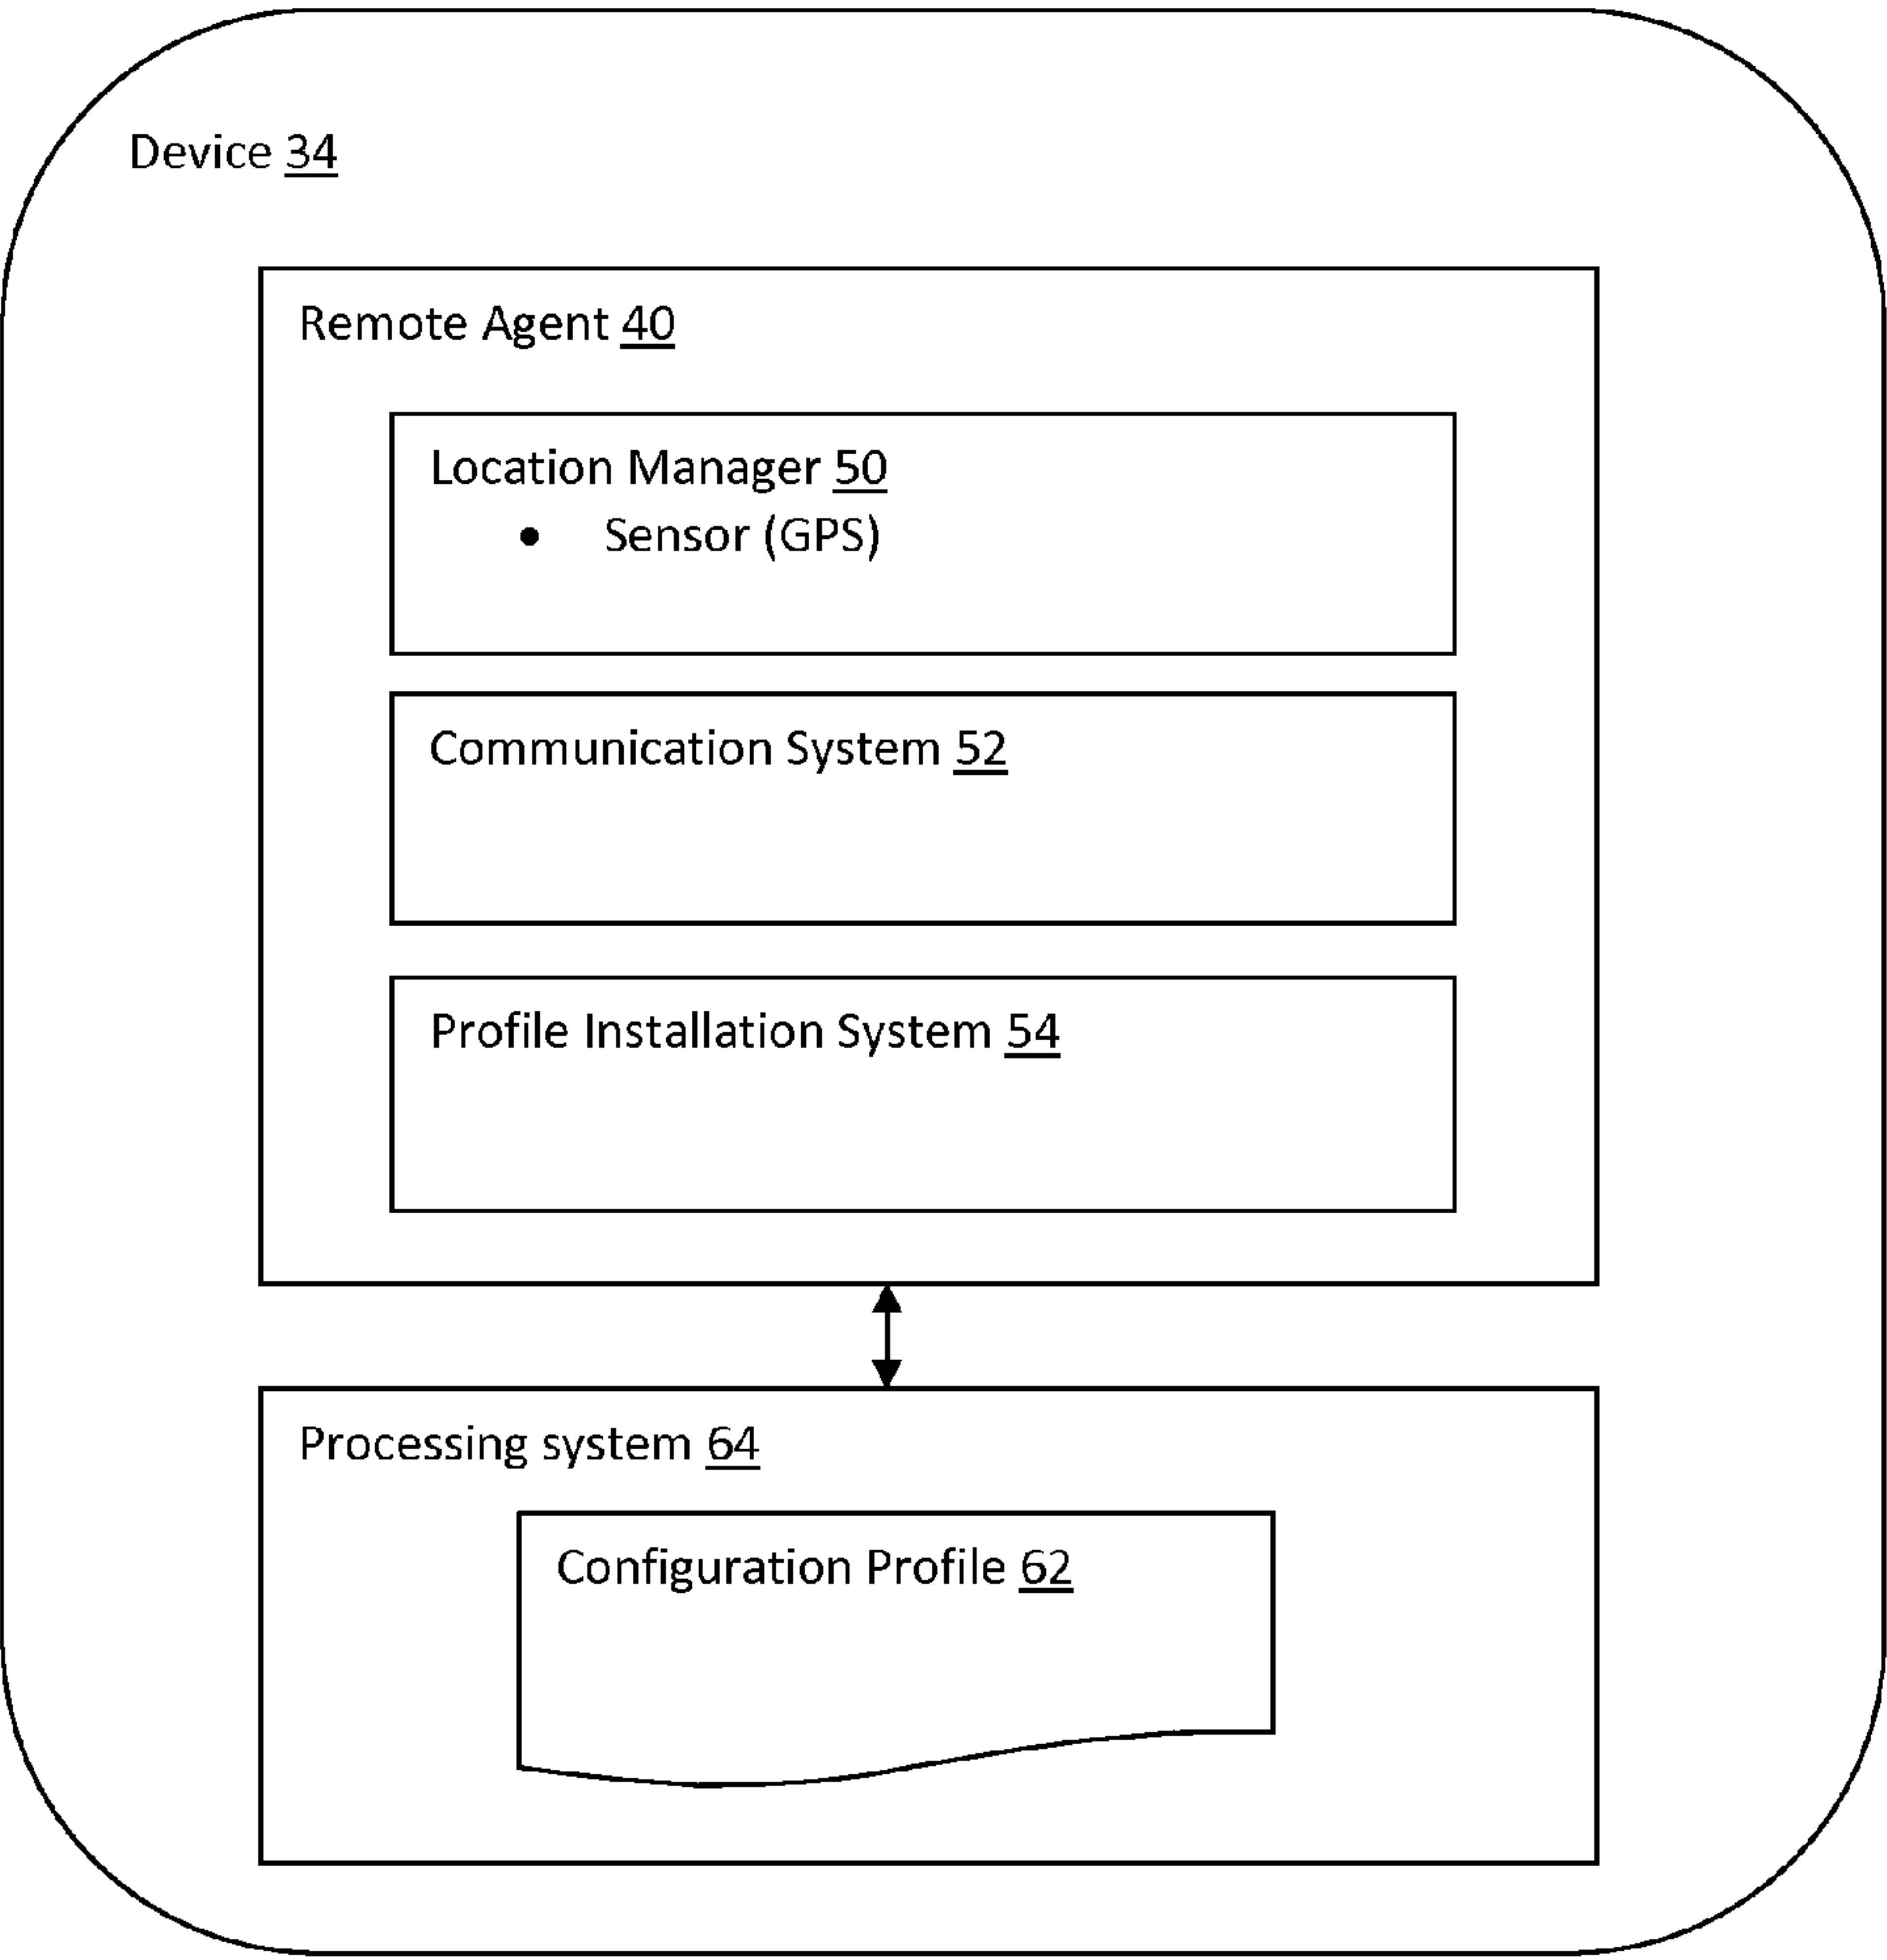 Device 34
Remote Agent 40
Location Manager 50
• Sensor (GPS)
Communication System 52
Profile Installation System 54
Processing system 64
Configuration Profile 62